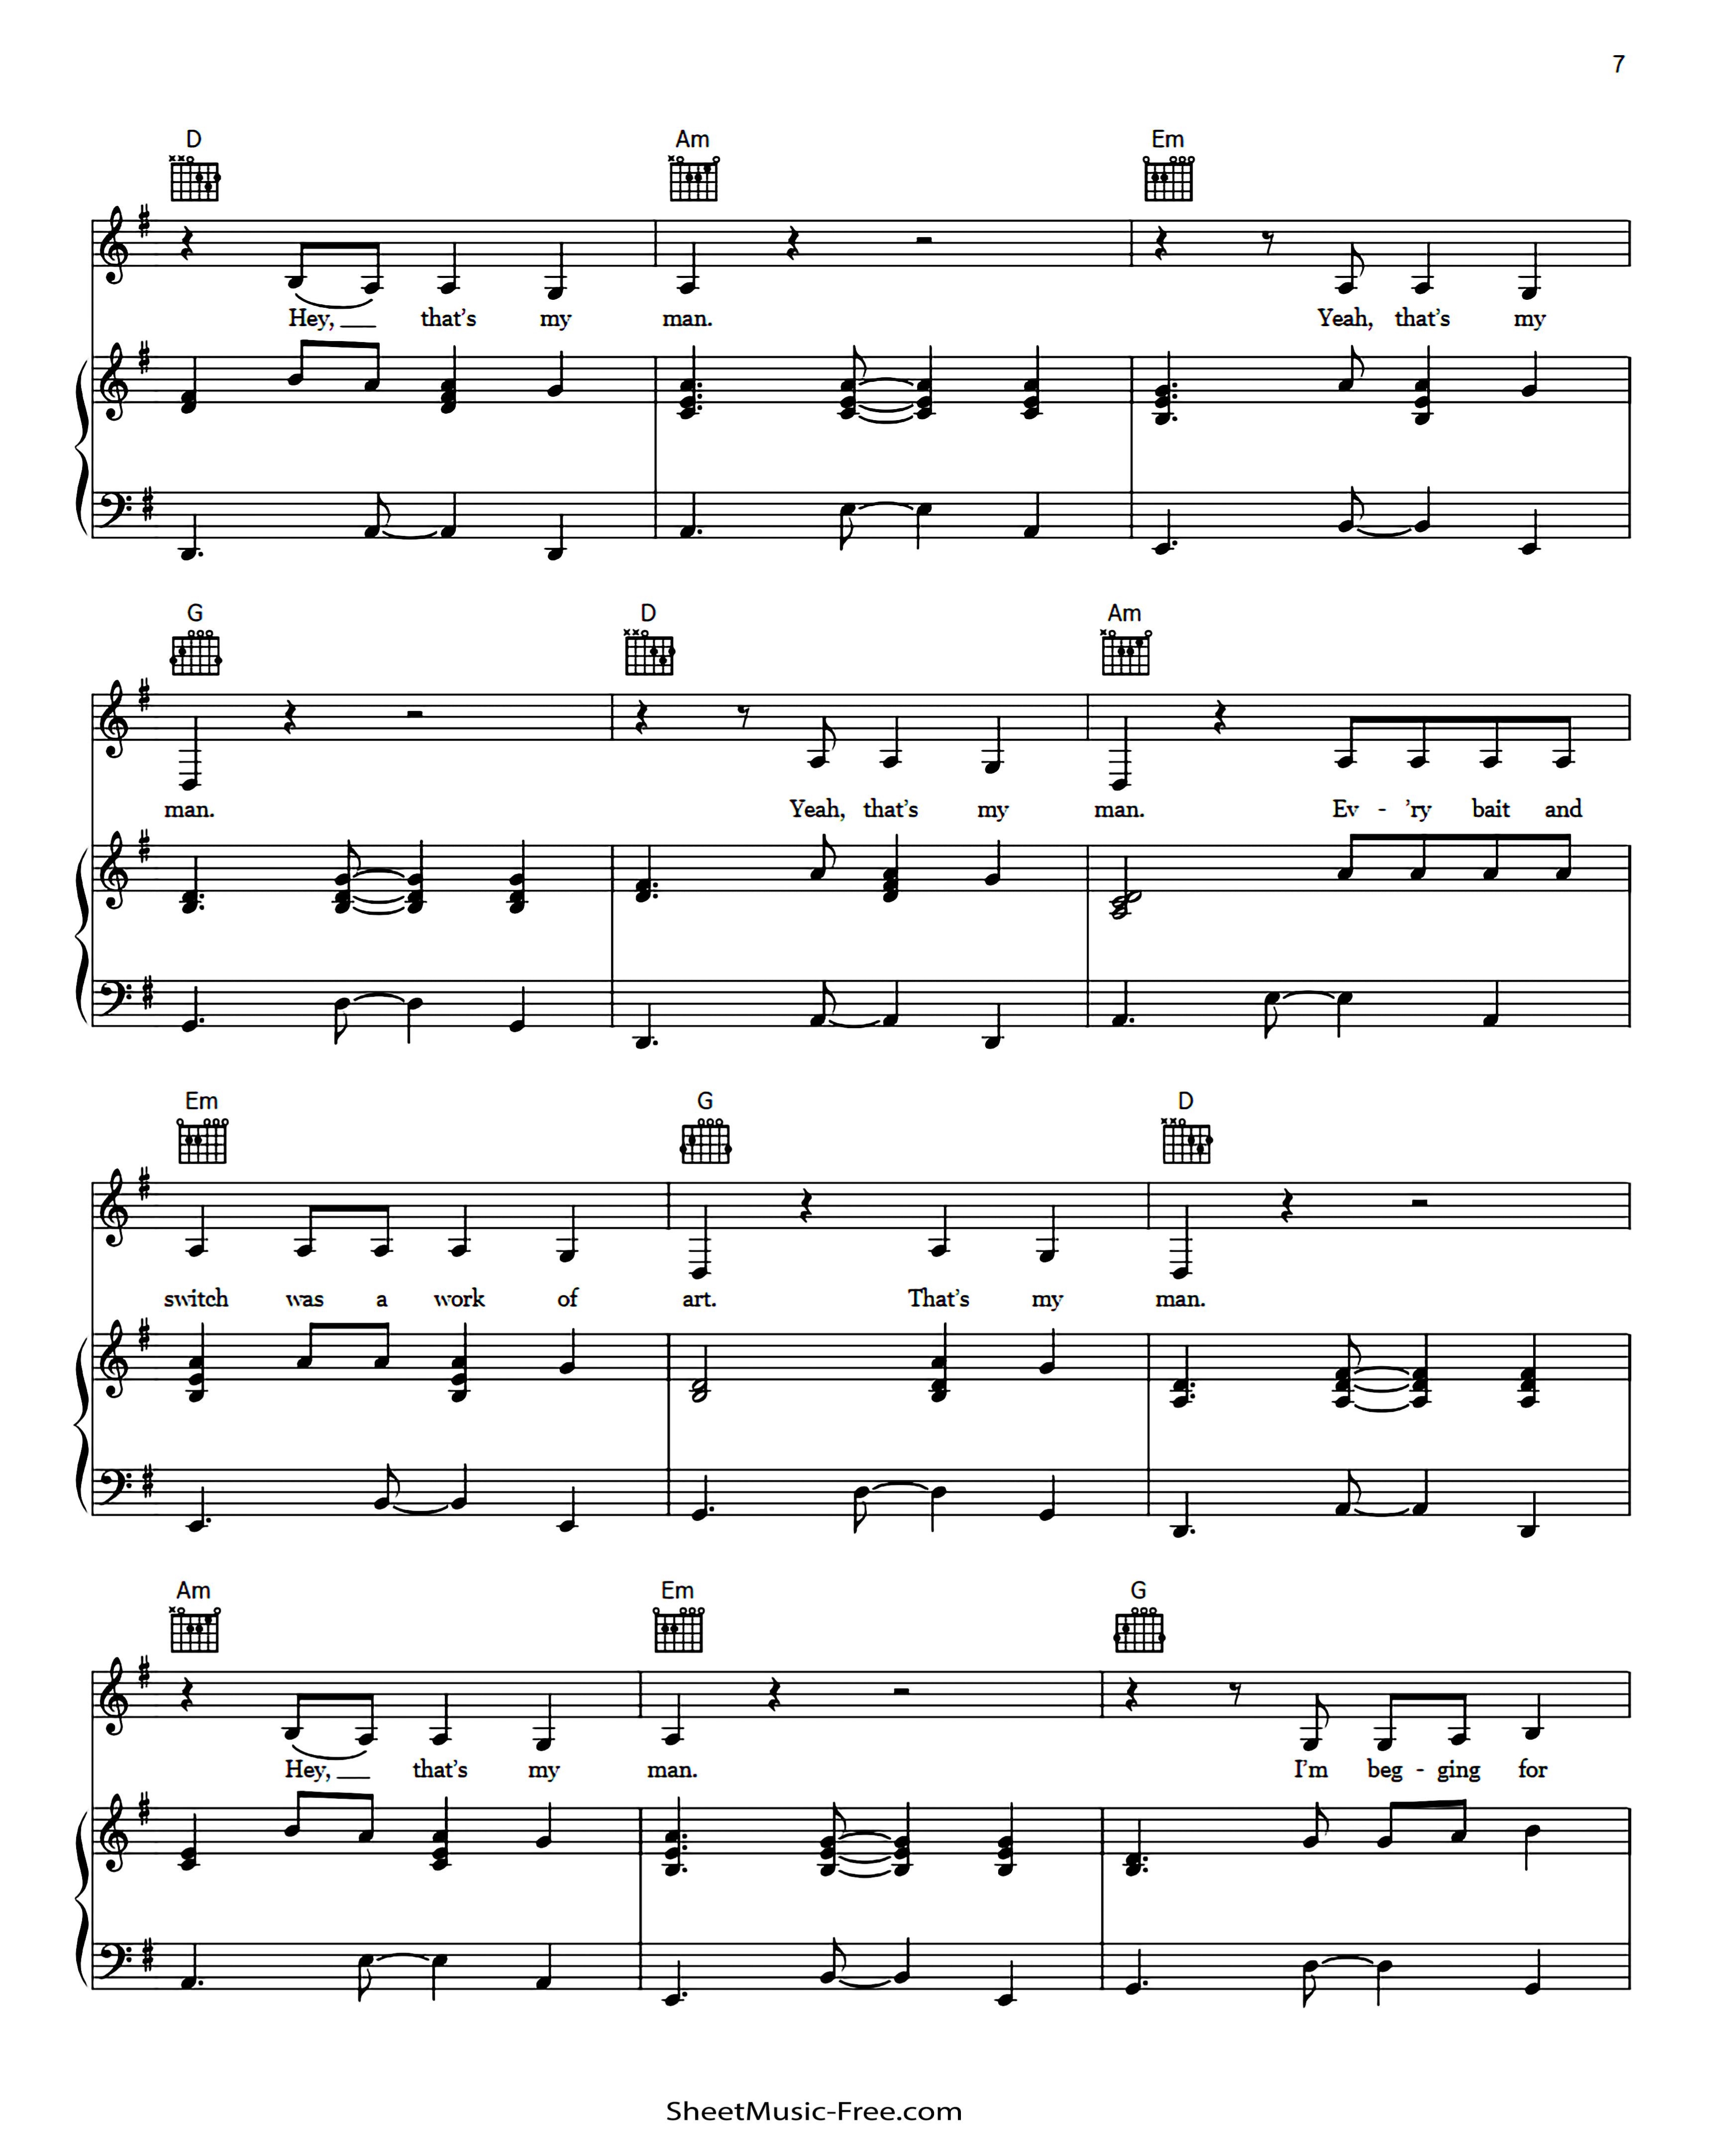 7
D Am Em
Hey, ___ that's my man. Yeah, that's my
G D Am
man. Yeah, that's my man. Ev - 'ry bait and
Em G D
switch was a work of art. That's my man.
Am Em G
Hey, ___ that's my man. I'm beg - ging for
SheetMusic-Free.com